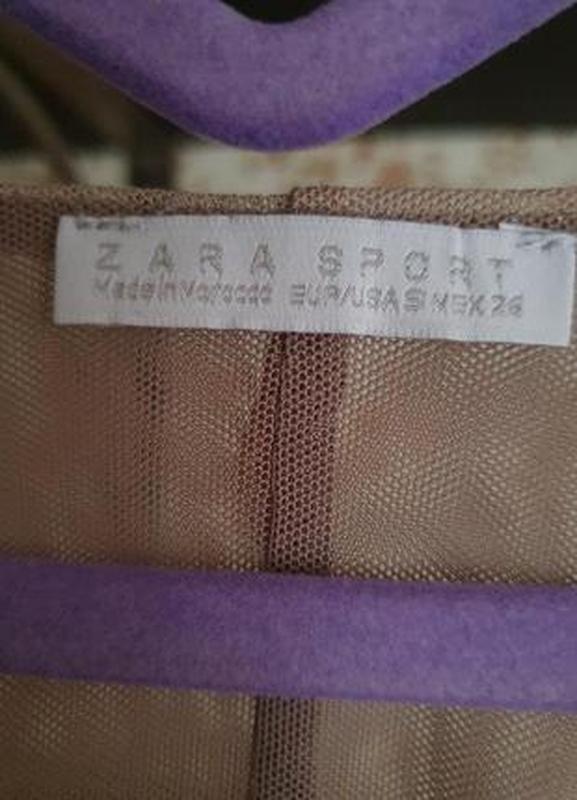 ZARA SPORT
Made in Morocco EUR/USA S MEX 26